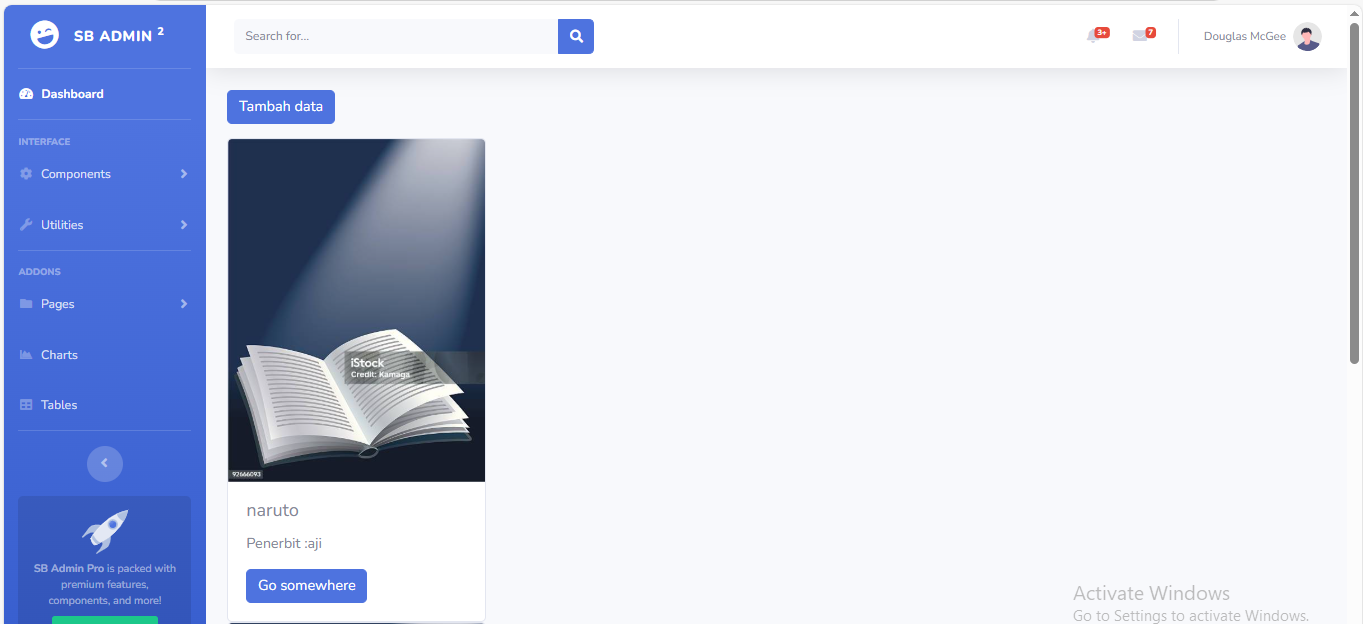 SB ADMIN 2
Search for...
3+
7
Douglas McGee
Dashboard
INTERFACE
Components
Utilities
ADDONS
Pages
Charts
Tables
SB Admin Pro is packed with
premium features,
components, and more!
Tambah data
iStock
Credit: Kamaga
92666093
naruto
Penerbit :aji
Go somewhere
Activate Windows
Go to Settings to activate Windows.